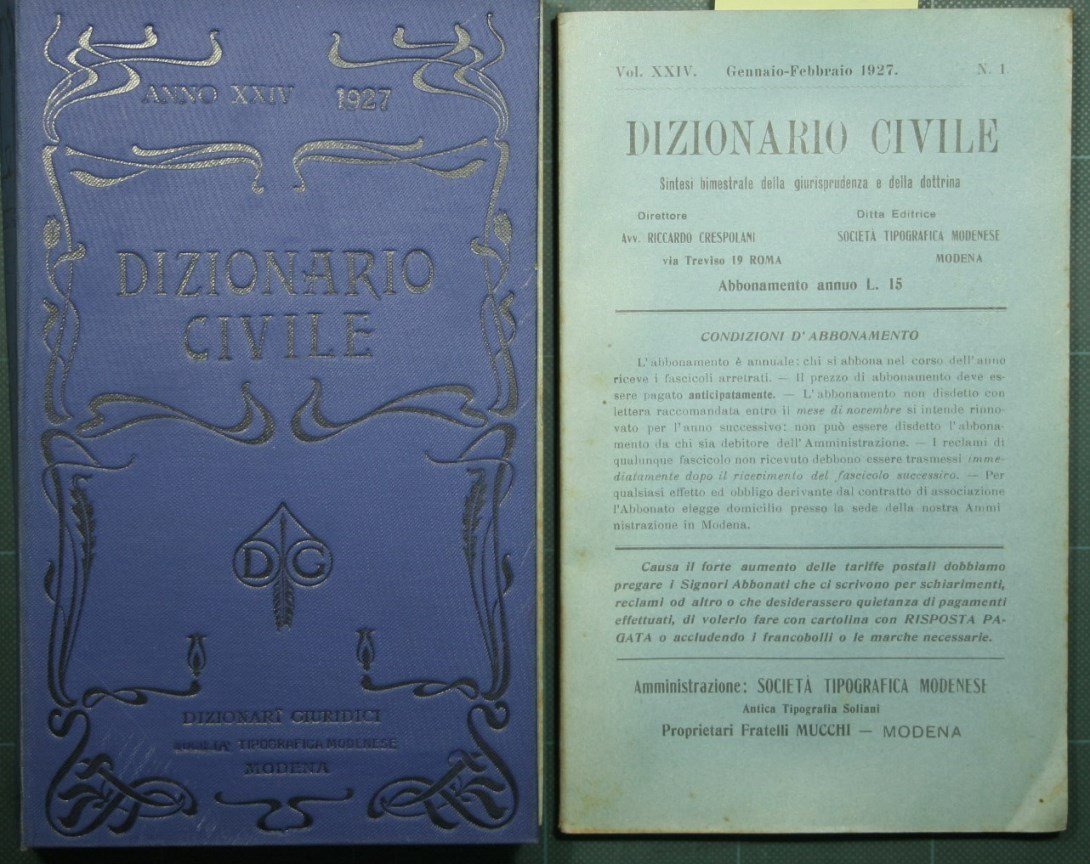 ANNO XXIV 1927
DIZIONARIO
CIVILE
D G
DIZIONARÎ GIURIDICI
SOCIETÀ TIPOGRAFICA MODENESE
MODENA
Vol. XXIV. Gennaio-Febbraio 1927. N. 1
DIZIONARIO CIVILE
Sintesi bimestrale della giurisprudenza e della dottrina
Direttore Ditta Editrice
Avv. RICCARDO CRESPOLANI SOCIETÀ TIPOGRAFICA MODENESE
via Treviso 19 ROMA MODENA
Abbonamento annuo L. 15
CONDIZIONI D'ABBONAMENTO
L'abbonamento è annuale; chi si abbona nel corso dell'anno
riceve i fascicoli arretrati. — Il prezzo di abbonamento deve es-
sere pagato anticipatamente. — L'abbonamento non disdetto con
lettera raccomandata entro il mese di novembre si intende rinno-
vato per l'anno successivo: non può essere disdetto l'abbona-
mento da chi sia debitore dell'Amministrazione. — I reclami di
qualunque fascicolo non ricevuto debbono essere trasmessi imme-
diatamente dopo il ricevimento del fascicolo successivo. — Per
qualsiasi effetto ed obbligo derivante dal contratto di associazione
l'Abbonato elegge domicilio presso la sede della nostra Ammi
nistrazione in Modena.
Causa il forte aumento delle tariffe postali dobbiamo
pregare i Signori Abbonati che ci scrivono per schiarimenti,
reclami od altro o che desiderassero quietanza di pagamenti
effettuati, di volerlo fare con cartolina con RISPOSTA PA-
GATA o accludendo i francobolli o le marche necessarie.
Amministrazione: SOCIETÀ TIPOGRAFICA MODENESE
Antica Tipografia Soliani
Proprietari Fratelli MUCCHI — MODENA